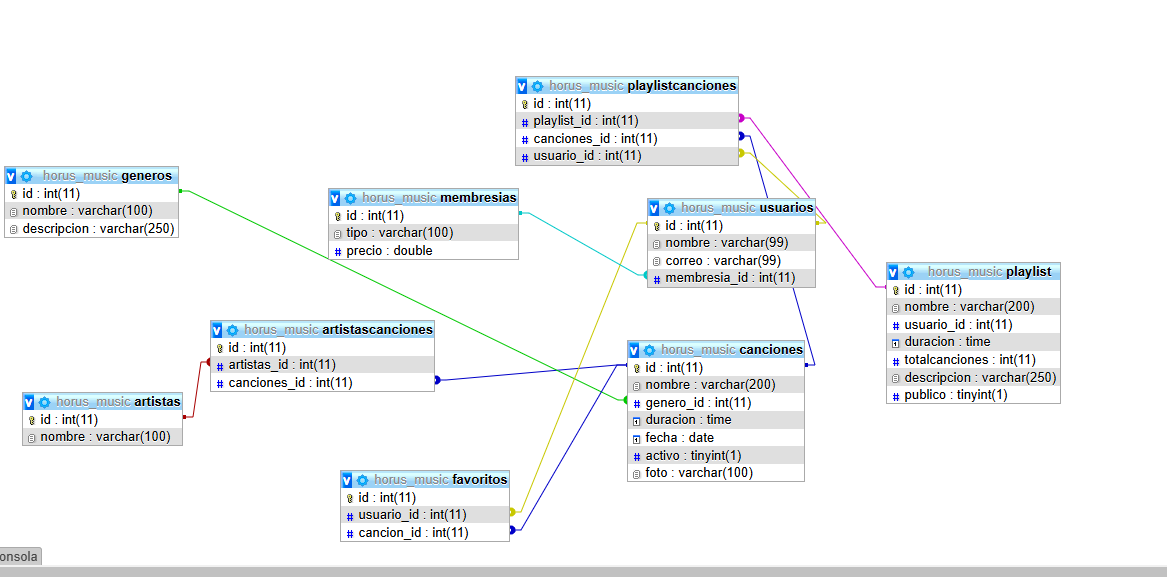 horus_music playlistcanciones
id : int(11)
playlist_id : int(11)
canciones_id : int(11)
usuario_id : int(11)
horus_music generos
id : int(11)
nombre : varchar(100)
descripcion : varchar(250)
horus_music membresias
id : int(11)
tipo : varchar(100)
precio : double
horus_music usuarios
id : int(11)
nombre : varchar(99)
correo : varchar(99)
membresia_id : int(11)
horus_music playlist
id : int(11)
nombre : varchar(200)
usuario_id : int(11)
duracion : time
totalcanciones : int(11)
descripcion : varchar(250)
publico : tinyint(1)
horus_music artistascanciones
id : int(11)
artistas_id : int(11)
canciones_id : int(11)
horus_music canciones
id : int(11)
nombre : varchar(200)
genero_id : int(11)
duracion : time
fecha : date
activo : tinyint(1)
foto : varchar(100)
horus_music artistas
id : int(11)
nombre : varchar(100)
horus_music favoritos
id : int(11)
usuario_id : int(11)
cancion_id : int(11)
onsola